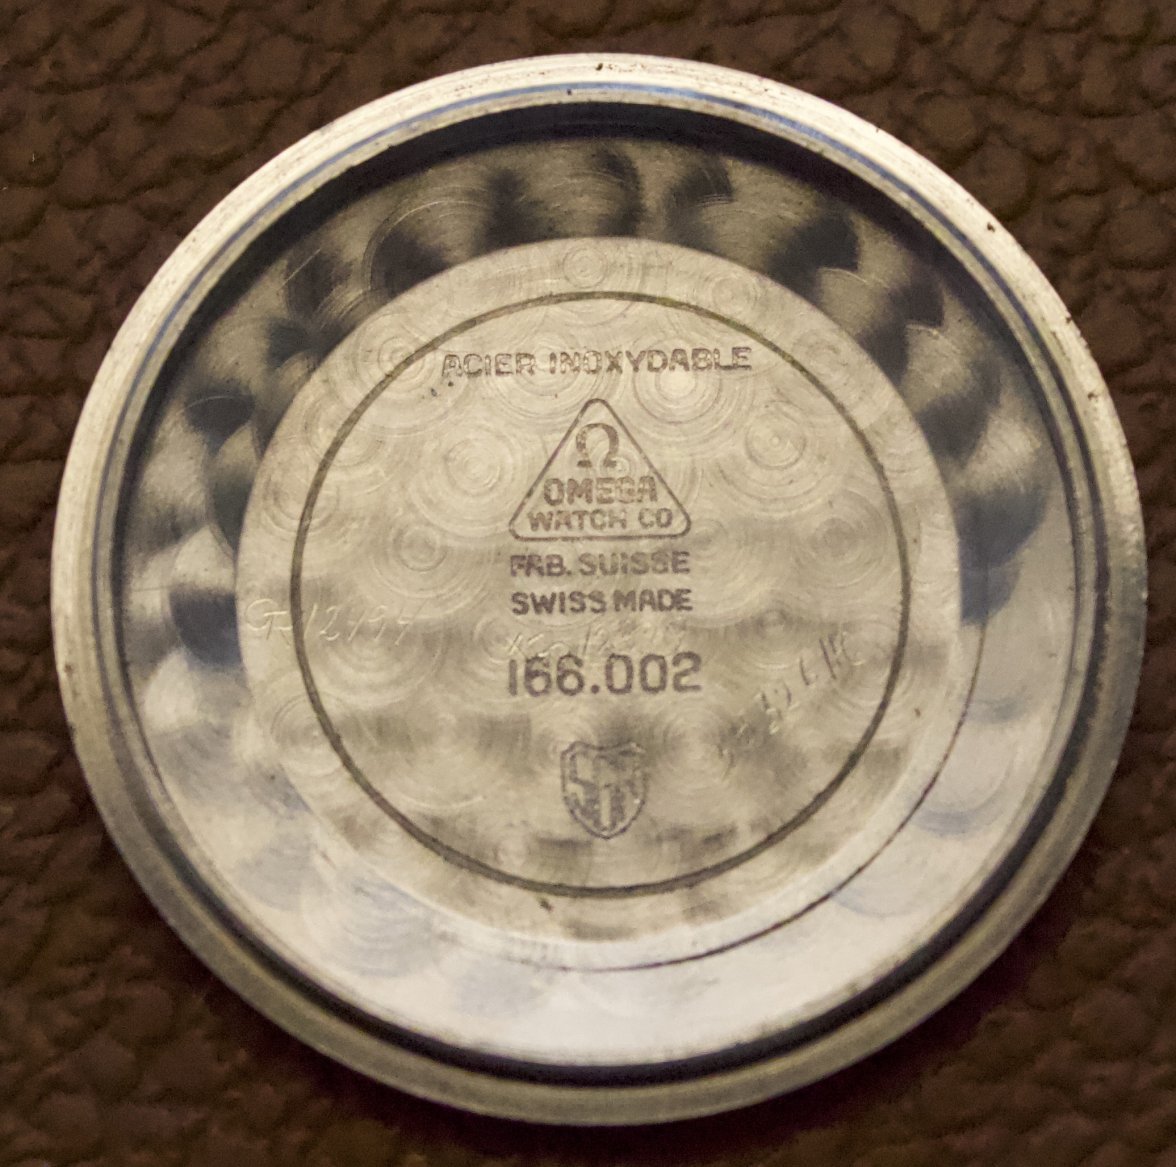 ACIER INOXYDABLE
Ω
OMEGA
WATCH CO
FAB. SUISSE
SWISS MADE
166.002